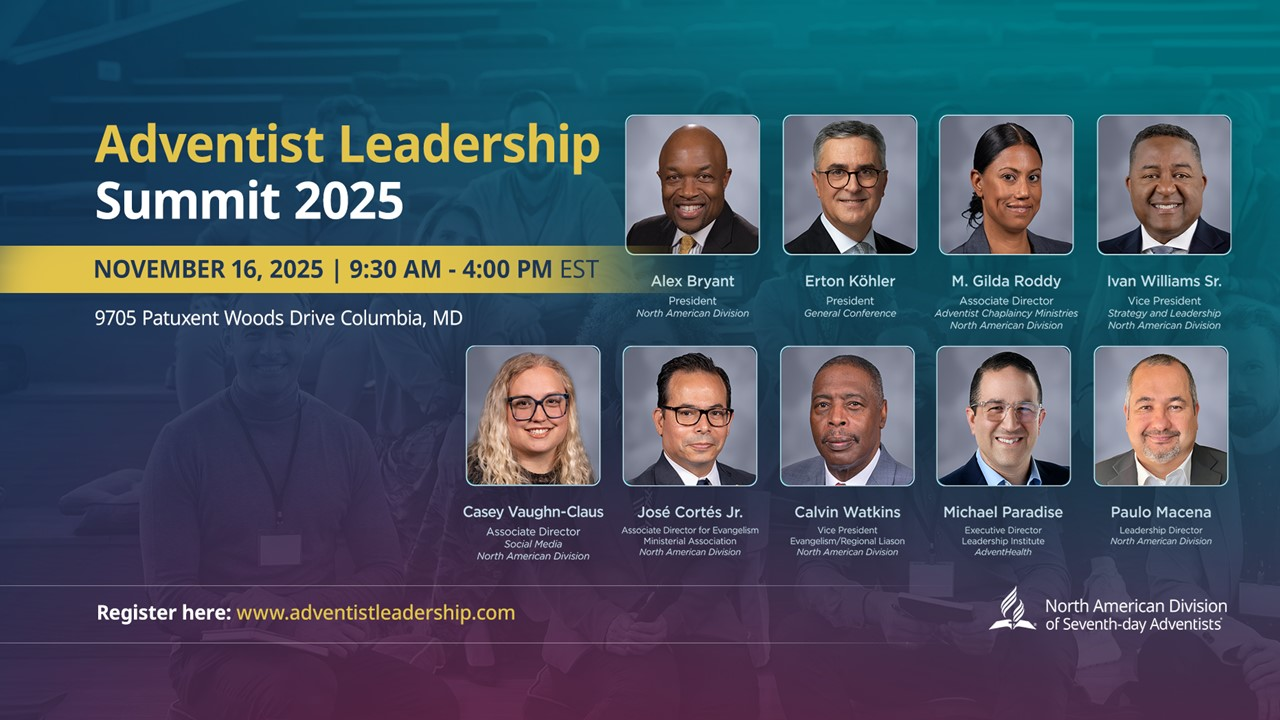 Adventist Leadership
Summit 2025
NOVEMBER 16, 2025 | 9:30 AM - 4:00 PM EST
9705 Patuxent Woods Drive Columbia, MD
Alex Bryant
President
North American Division
Erton Köhler
President
General Conference
M. Gilda Roddy
Associate Director
Adventist Chaplaincy Ministries
North American Division
Ivan Williams Sr.
Vice President
Strategy and Leadership
North American Division
Casey Vaughn-Claus
Associate Director
Social Media
North American Division
José Cortés Jr.
Associate Director for Evangelism
Ministerial Association
North American Division
Calvin Watkins
Vice President
Evangelism/Regional Liason
North American Division
Michael Paradise
Executive Director
Leadership Institute
AdventHealth
Paulo Macena
Leadership Director
North American Division
Register here: www.adventistleadership.com
North American Division
of Seventh-day Adventists®